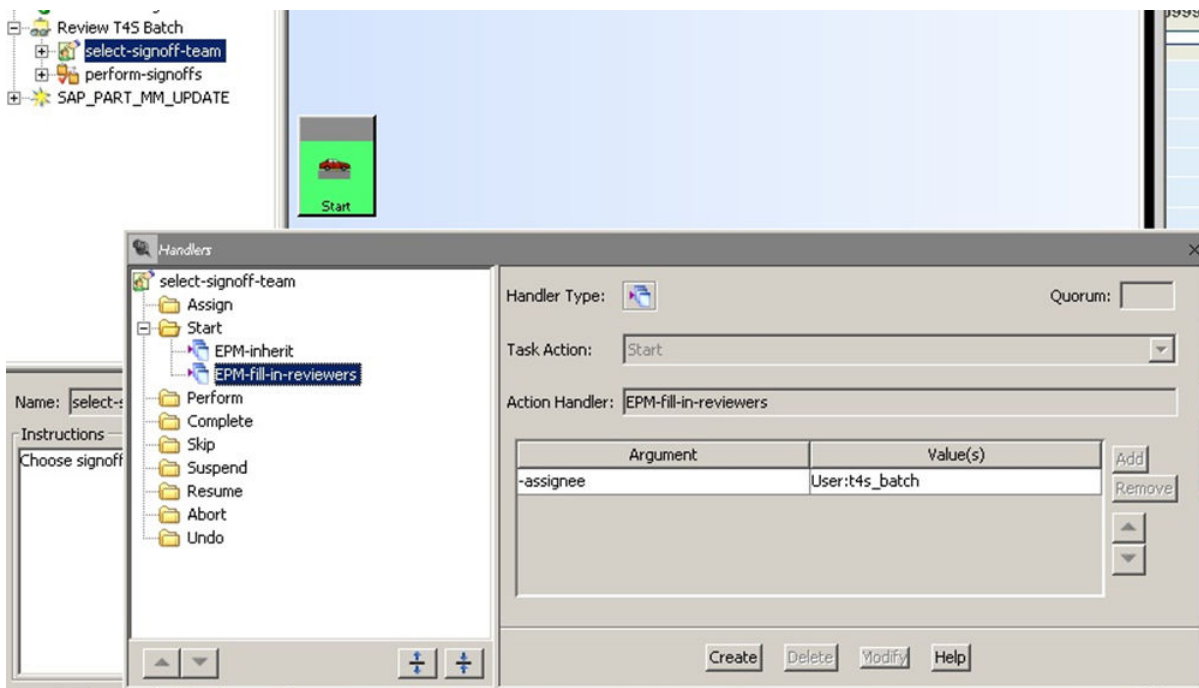 Review T4S Batch
select-signoff-team
perform-signoffs
SAP_PART_MM_UPDATE
Start
Handlers
select-signoff-team
Assign
Start
EPM-inherit
EPM-fill-in-reviewers
Perform
Complete
Skip
Suspend
Resume
Abort
Undo
Handler Type:
Quorum:
Task Action:
Start
Action Handler:
EPM-fill-in-reviewers
Argument
Value(s)
-assignee
User:t4s_batch
Add
Remove
Create
Delete
Modify
Help
Name:
select-s
Instructions
Choose signoff